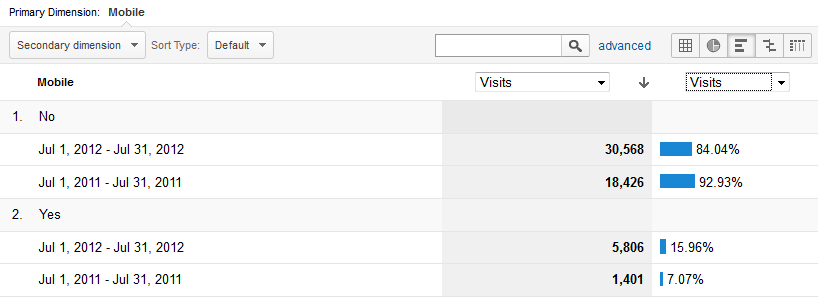 Primary Dimension: Mobile
Secondary dimension Sort Type: Default advanced
Mobile Visits Visits
1. No
Jul 1, 2012 - Jul 31, 2012 30,568 84.04%
Jul 1, 2011 - Jul 31, 2011 18,426 92.93%
2. Yes
Jul 1, 2012 - Jul 31, 2012 5,806 15.96%
Jul 1, 2011 - Jul 31, 2011 1,401 7.07%